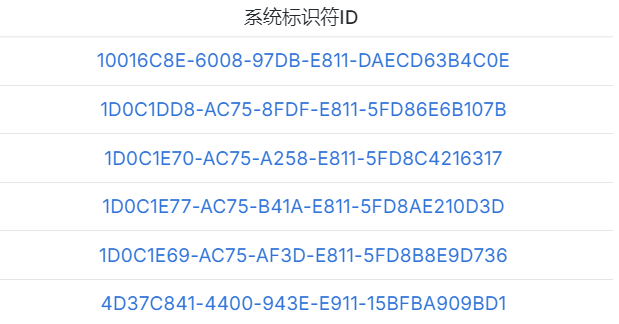 系统标识符ID
10016C8E-6008-97DB-E811-DAECD63B4C0E
1D0C1DD8-AC75-8FDF-E811-5FD86E6B107B
1D0C1E70-AC75-A258-E811-5FD8C4216317
1D0C1E77-AC75-B41A-E811-5FD8AE210D3D
1D0C1E69-AC75-AF3D-E811-5FD8B8E9D736
4D37C841-4400-943E-E911-15BFBA909BD1